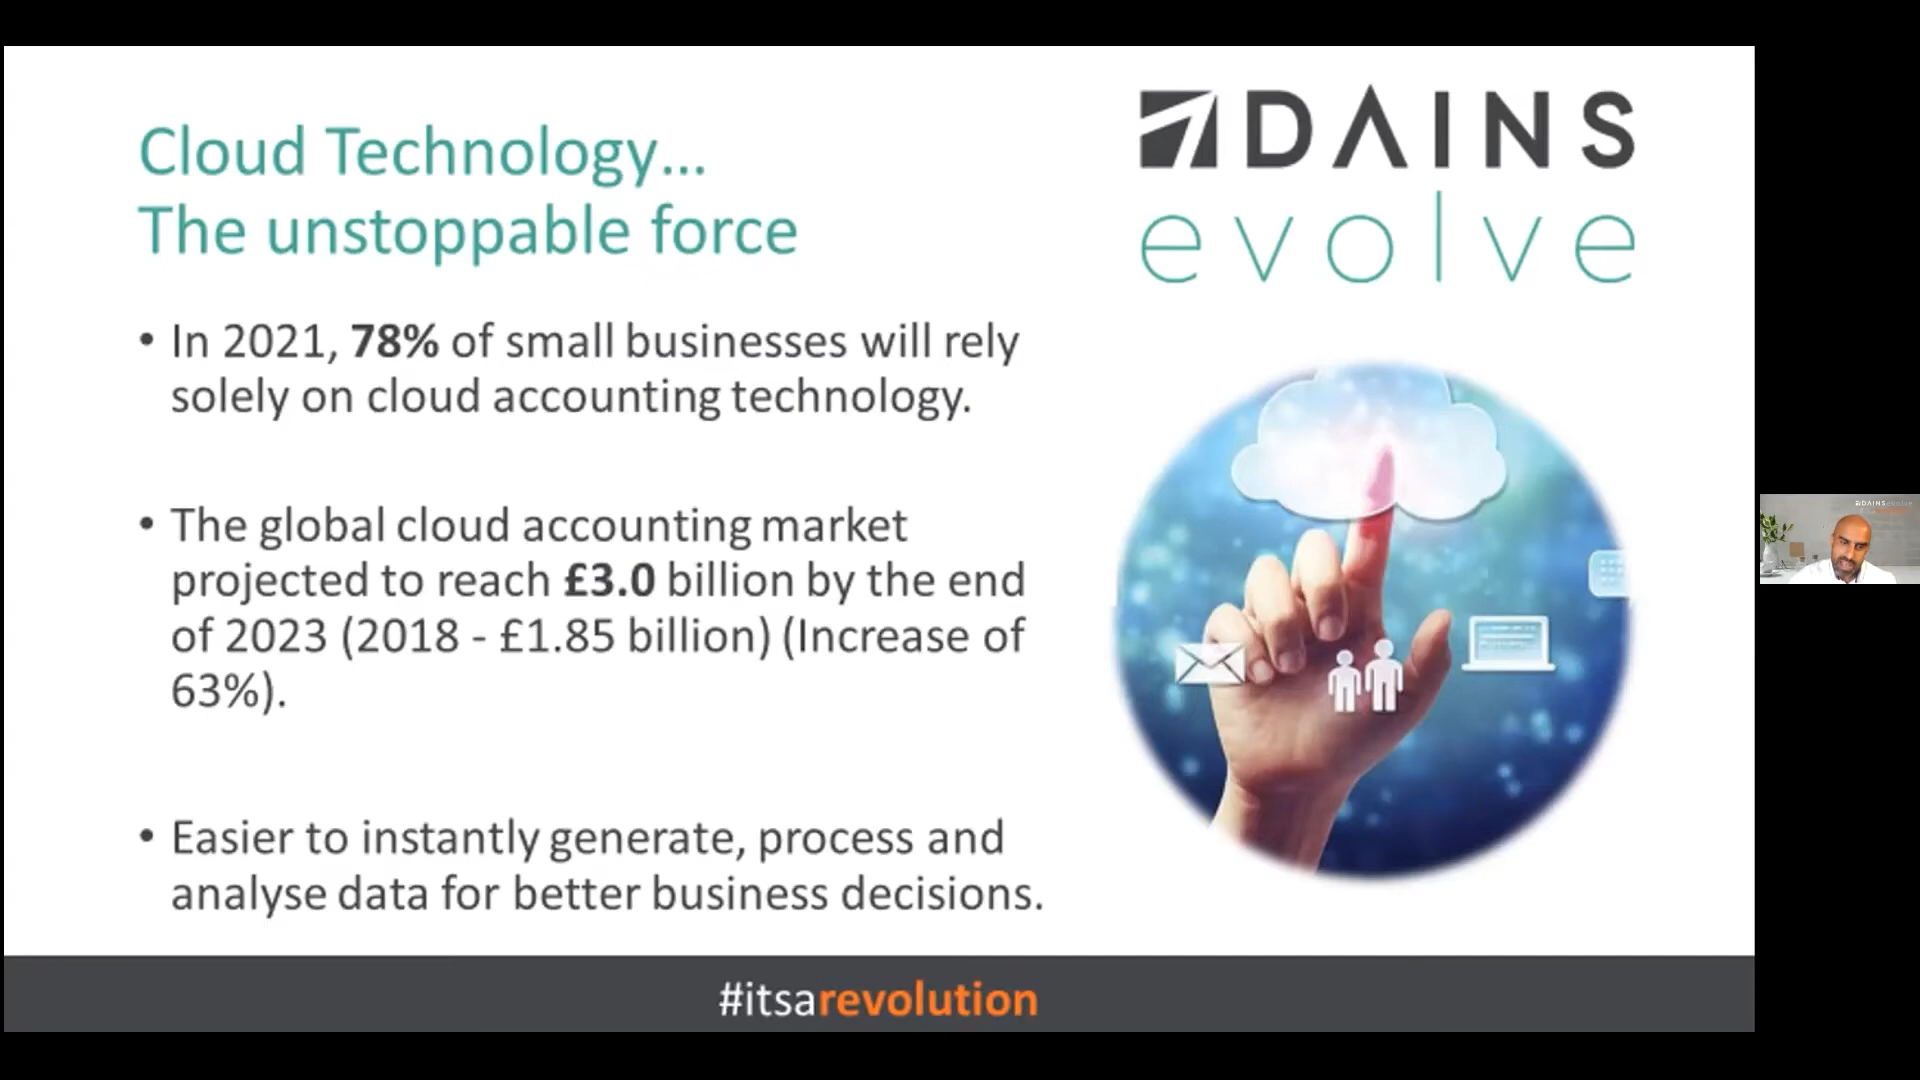 Cloud Technology...
The unstoppable force
DAINS
evolve
• In 2021, 78% of small businesses will rely
solely on cloud accounting technology.
• The global cloud accounting market
projected to reach £3.0 billion by the end
of 2023 (2018 - £1.85 billion) (Increase of
63%).
• Easier to instantly generate, process and
analyse data for better business decisions.
#itsarevolution
DAINS evolve